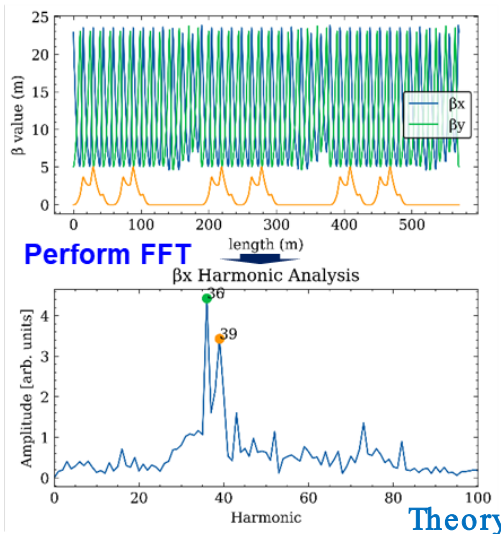 25
20
15
10
5
0
β value (m)
βx
βy
0 100 200 300 400 500
length (m)
Perform FFT
βx Harmonic Analysis
36
39
4
3
2
1
0
Amplitude [arb. units]
0 20 40 60 80 100
Harmonic
Theory